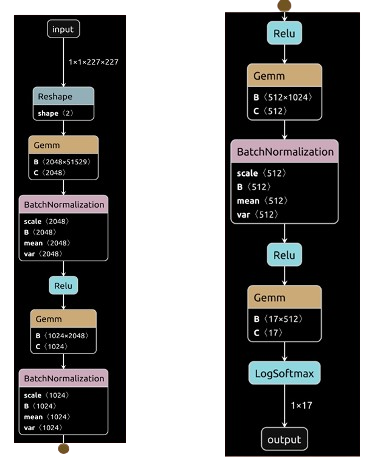 input
1×1×227×227
Reshape
shape ⟨2⟩
Gemm
B ⟨2048×51529⟩
C ⟨2048⟩
BatchNormalization
scale ⟨2048⟩
B ⟨2048⟩
mean ⟨2048⟩
var ⟨2048⟩
Relu
Gemm
B ⟨1024×2048⟩
C ⟨1024⟩
BatchNormalization
scale ⟨1024⟩
B ⟨1024⟩
mean ⟨1024⟩
var ⟨1024⟩
Relu
Gemm
B ⟨512×1024⟩
C ⟨512⟩
BatchNormalization
scale ⟨512⟩
B ⟨512⟩
mean ⟨512⟩
var ⟨512⟩
Relu
Gemm
B ⟨17×512⟩
C ⟨17⟩
LogSoftmax
1×17
output